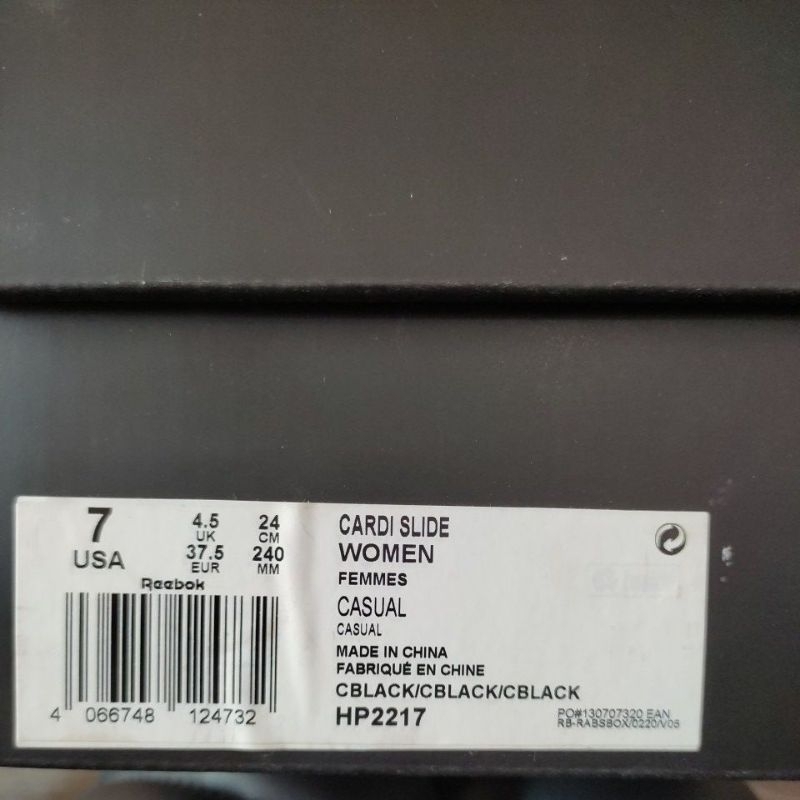 7
USA
4.5
UK
37.5
EUR
24
CM
240
MM
Reebok
4 066748 124732
CARDI SLIDE
WOMEN
FEMMES
CASUAL
CASUAL
MADE IN CHINA
FABRIQUÉ EN CHINE
CBLACK/CBLACK/CBLACK
HP2217
PO#130707320 EAN
RB-RABSBOX/0220/V05